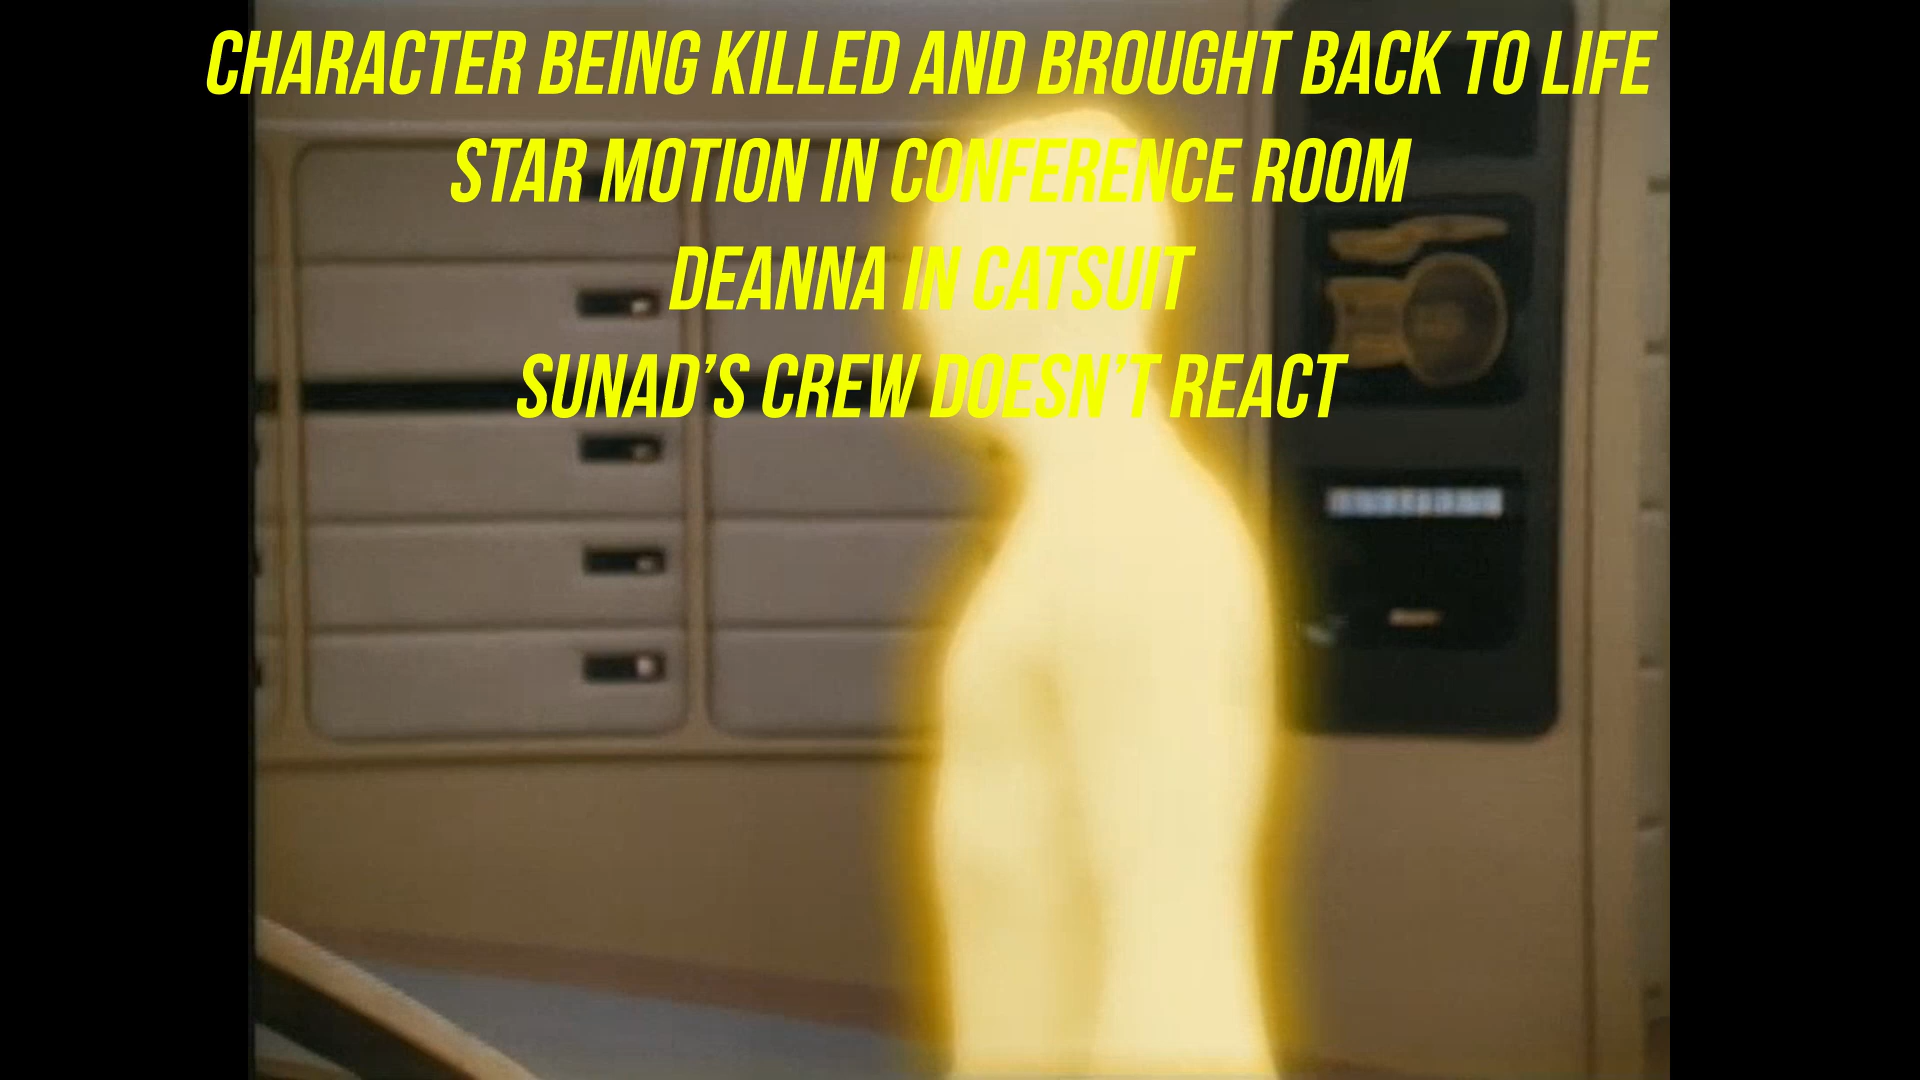 CHARACTER BEING KILLED AND BROUGHT BACK TO LIFE
STAR MOTION IN CONFERENCE ROOM
DEANNA IN CATSUIT
SUNAD'S CREW DOESN'T REACT